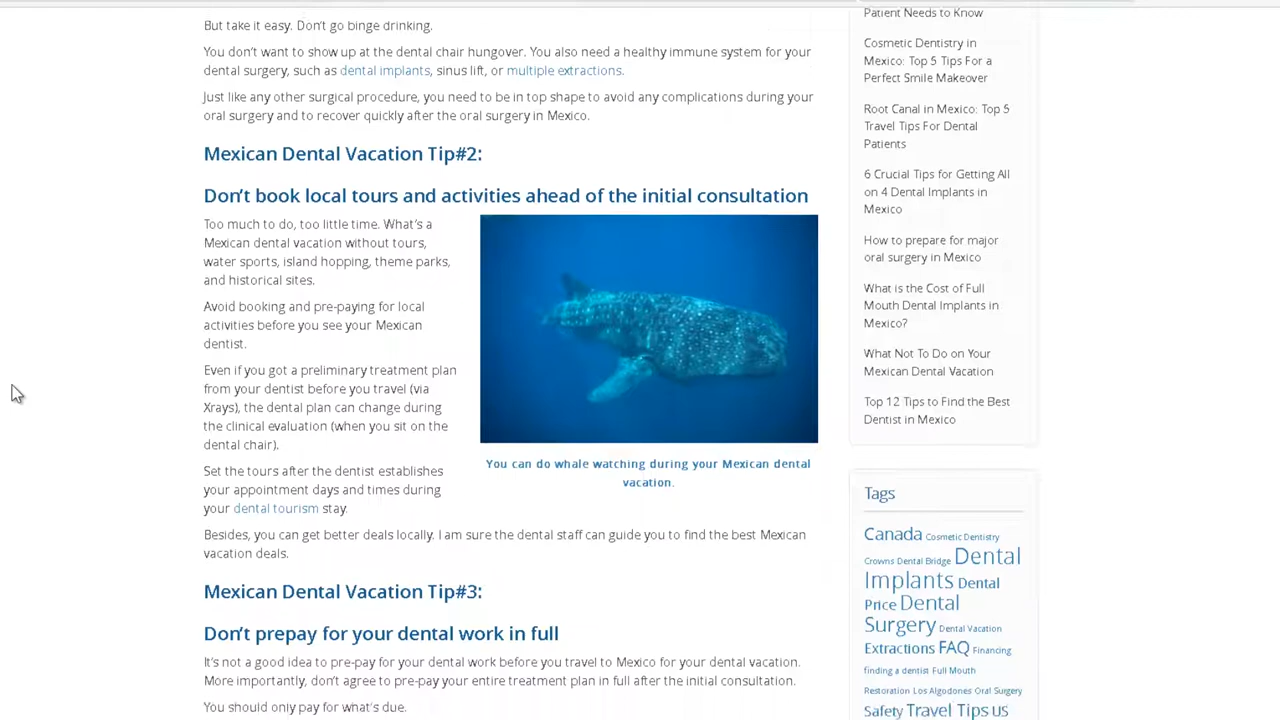 But take it easy. Don't go binge drinking.
You don't want to show up at the dental chair hungover. You also need a healthy immune system for your
dental surgery, such as dental implants, sinus lift, or multiple extractions.
Just like any other surgical procedure, you need to be in top shape to avoid any complications during your
oral surgery and to recover quickly after the oral surgery in Mexico.
Mexican Dental Vacation Tip#2:
Don't book local tours and activities ahead of the initial consultation
Too much to do, too little time. What's a
Mexican dental vacation without tours,
water sports, island hopping, theme parks,
and historical sites.
Avoid booking and pre-paying for local
activities before you see your Mexican
dentist.
Even if you got a preliminary treatment plan
from your dentist before you travel (via
Xrays), the dental plan can change during
the clinical evaluation (when you sit on the
dental chair).
Set the tours after the dentist establishes
your appointment days and times during
your dental tourism stay.
You can do whale watching during your Mexican dental
vacation.
Besides, you can get better deals locally. I am sure the dental staff can guide you to find the best Mexican
vacation deals.
Mexican Dental Vacation Tip#3:
Don't prepay for your dental work in full
It's not a good idea to pre-pay for your dental work before you travel to Mexico for your dental vacation.
More importantly, don't agree to pre-pay your entire treatment plan in full after the initial consultation.
You should only pay for what's due.
Patient Needs to Know
Cosmetic Dentistry in
Mexico: Top 5 Tips For a
Perfect Smile Makeover
Root Canal in Mexico: Top 5
Travel Tips For Dental
Patients
6 Crucial Tips for Getting All
on 4 Dental Implants in
Mexico
How to prepare for major
oral surgery in Mexico
What is the Cost of Full
Mouth Dental Implants in
Mexico?
What Not To Do on Your
Mexican Dental Vacation
Top 12 Tips to Find the Best
Dentist in Mexico
Tags
Canada Cosmetic Dentistry
Crowns Dental Bridge Dental
Implants Dental
Price Dental
Surgery Dental Vacation
Extractions FAQ Financing
finding a dentist Full Mouth
Restoration Los Algodones Oral Surgery
Safety Travel Tips US